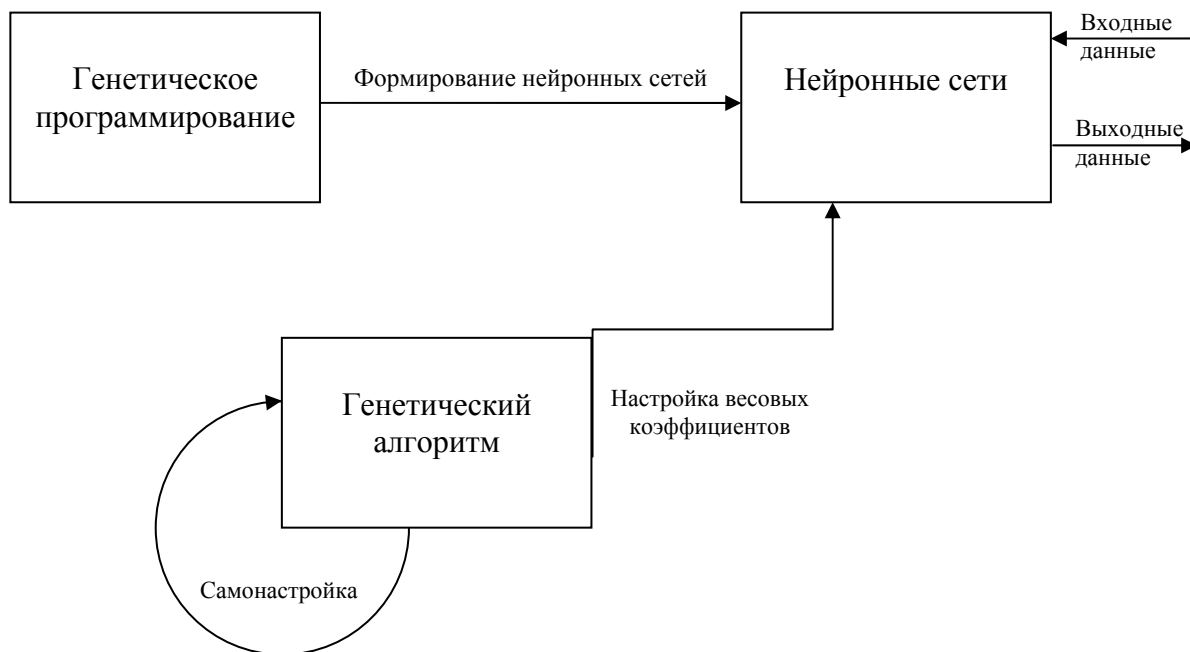 Генетическое
программирование
Формирование нейронных сетей
Нейронные сети
Входные
данные
Выходные
данные
Генетический
алгоритм
Настройка весовых
коэффициентов
Самонастройка